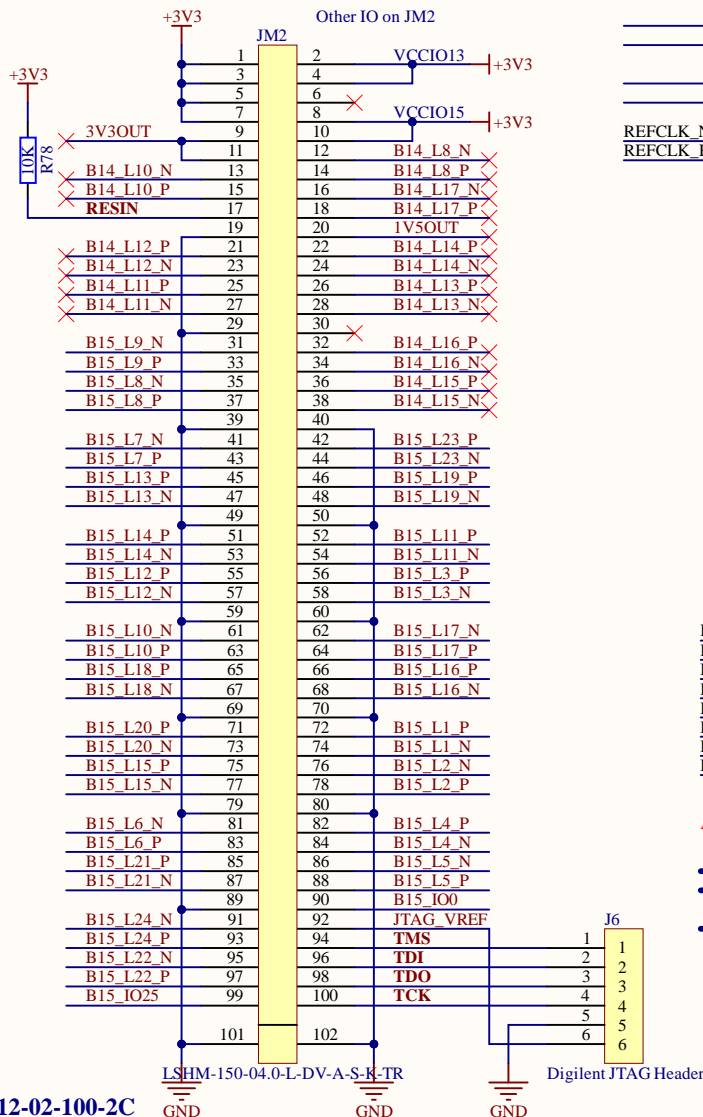 Other IO on JM2
+3V3
JM2
+3V3
1 2 VCCIO13 +3V3
3 4
5 6
7 8 VCCIO15 +3V3
3V3OUT 9 10
11 12 B14_L8_N
10K R78
B14_L10_N 13 14 B14_L8_P
B14_L10_P 15 16 B14_L17_N
RESIN 17 18 B14_L17_P
19 20 1V5OUT
B14_L12_P 21 22 B14_L14_P
B14_L12_N 23 24 B14_L14_N
B14_L11_P 25 26 B14_L13_P
B14_L11_N 27 28 B14_L13_N
29 30
B15_L9_N 31 32 B14_L16_P
B15_L9_P 33 34 B14_L16_N
B15_L8_N 35 36 B14_L15_P
B15_L8_P 37 38 B14_L15_N
39 40
B15_L7_N 41 42 B15_L23_P
B15_L7_P 43 44 B15_L23_N
B15_L13_P 45 46 B15_L19_P
B15_L13_N 47 48 B15_L19_N
49 50
B15_L14_P 51 52 B15_L11_P
B15_L14_N 53 54 B15_L11_N
B15_L12_P 55 56 B15_L3_P
B15_L12_N 57 58 B15_L3_N
59 60
B15_L10_N 61 62 B15_L17_N
B15_L10_P 63 64 B15_L17_P
B15_L18_P 65 66 B15_L16_P
B15_L18_N 67 68 B15_L16_N
69 70
B15_L20_P 71 72 B15_L1_P
B15_L20_N 73 74 B15_L1_N
B15_L15_P 75 76 B15_L2_N
B15_L15_N 77 78 B15_L2_P
79 80
B15_L6_N 81 82 B15_L4_P
B15_L6_P 83 84 B15_L4_N
B15_L21_P 85 86 B15_L5_N
B15_L21_N 87 88 B15_L5_P
89 90 B15_IO0
B15_L24_N 91 92 JTAG_VREF
B15_L24_P 93 94 TMS
B15_L22_N 95 96 TDI
B15_L22_P 97 98 TDO
B15_IO25 99 100 TCK
101 102
LSHM-150-04.0-L-DV-A-S-K-TR
GND
GND
GND
J6
1 1
2 2
3 3
4 4
5 5
6 6
Digilent JTAG Header
12-02-100-2C
REFCLK_
REFCLK_